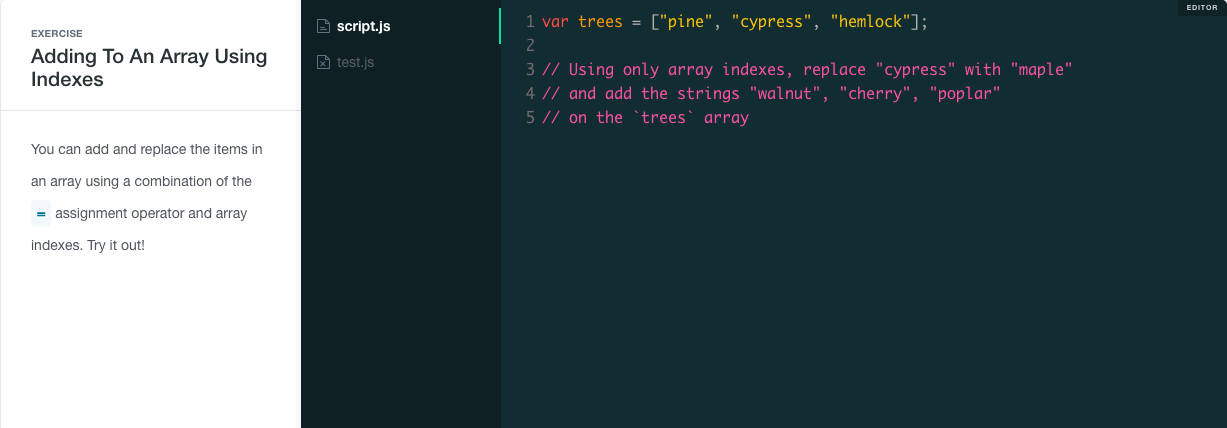 EXERCISE
Adding To An Array Using
Indexes
You can add and replace the items in
an array using a combination of the
= assignment operator and array
indexes. Try it out!
script.js
test.js
EDITOR
1 var trees = ["pine", "cypress", "hemlock"];
2
3 // Using only array indexes, replace "cypress" with "maple"
4 // and add the strings "walnut", "cherry", "poplar"
5 // on the `trees` array